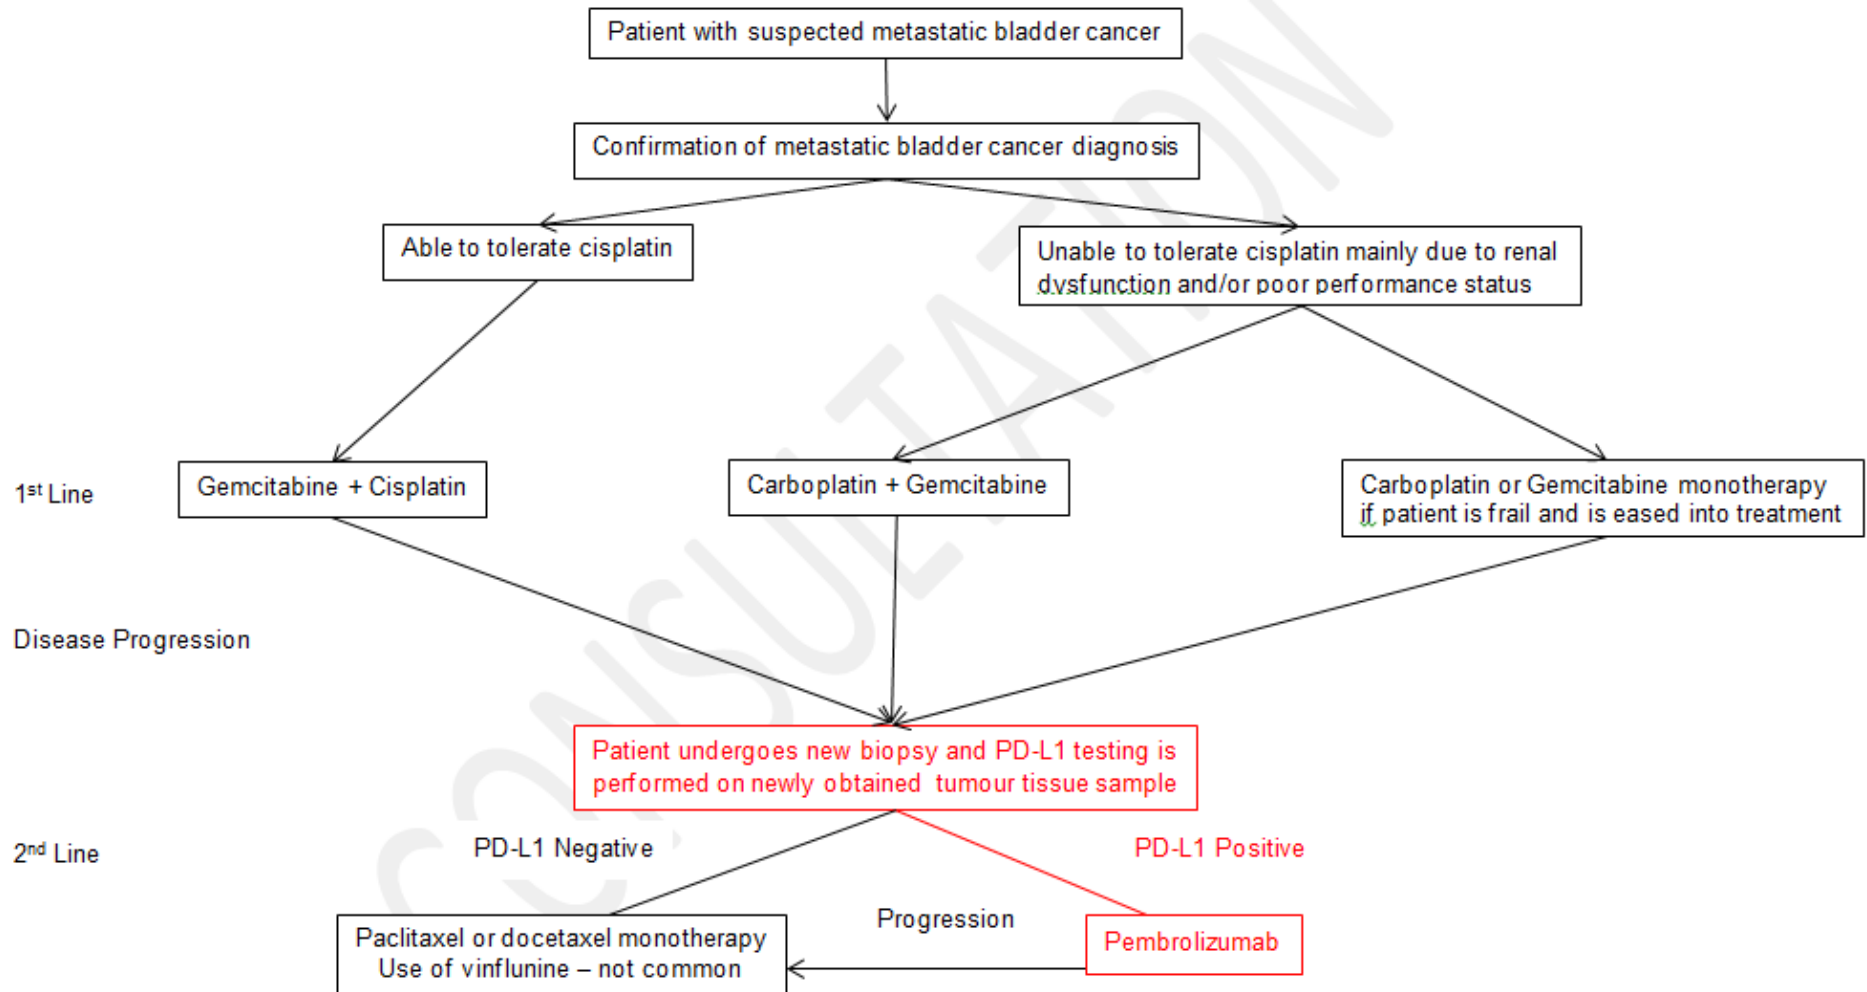 Patient with suspected metastatic bladder cancer
Confirmation of metastatic bladder cancer diagnosis
Able to tolerate cisplatin
Unable to tolerate cisplatin mainly due to renal
dysfunction and/or poor performance status
1st Line
Gemcitabine + Cisplatin
Carboplatin + Gemcitabine
Carboplatin or Gemcitabine monotherapy
if patient is frail and is eased into treatment
Disease Progression
Patient undergoes new biopsy and PD-L1 testing is
performed on newly obtained tumour tissue sample
2nd Line
PD-L1 Negative
PD-L1 Positive
Progression
Paclitaxel or docetaxel monotherapy
Use of vinflunine – not common
Pembrolizumab
CONSULTATION